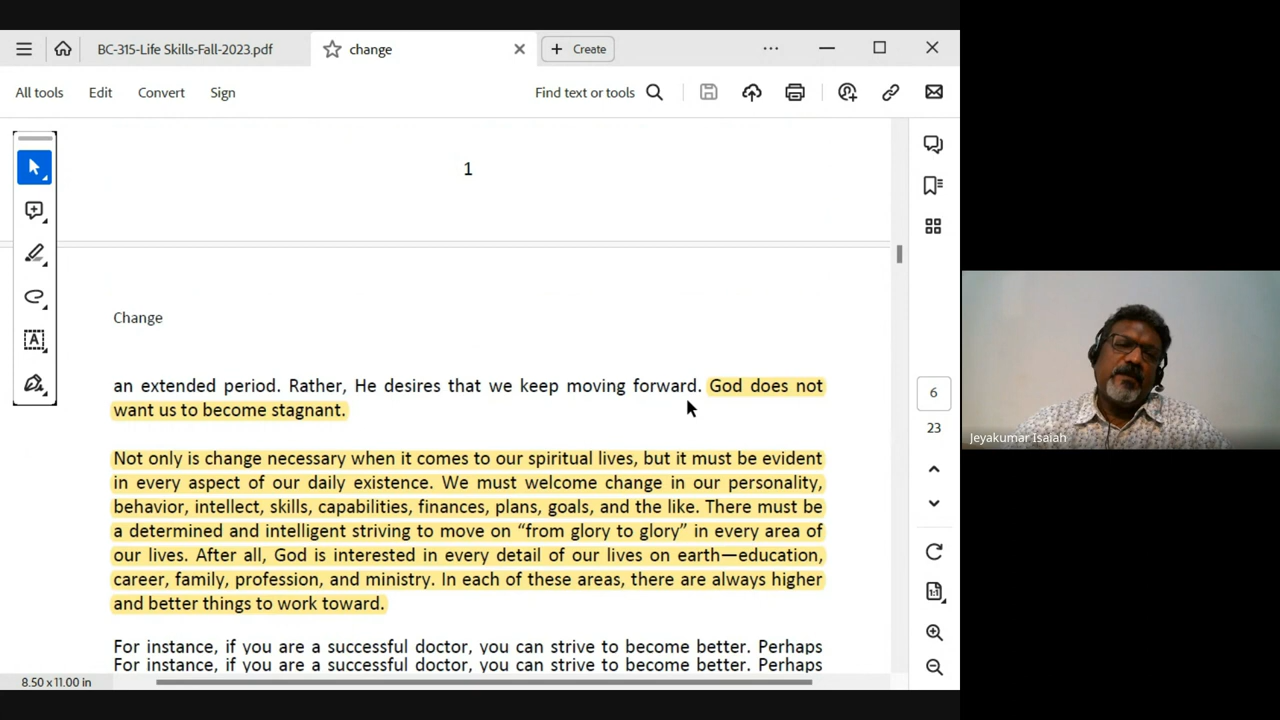 BC-315-Life Skills-Fall-2023.pdf
change
Create
All tools
Edit
Convert
Sign
Find text or tools
1
Change
an extended period. Rather, He desires that we keep moving forward. God does not
want us to become stagnant.
Not only is change necessary when it comes to our spiritual lives, but it must be evident
in every aspect of our daily existence. We must welcome change in our personality,
behavior, intellect, skills, capabilities, finances, plans, goals, and the like. There must be
a determined and intelligent striving to move on “from glory to glory” in every area of
our lives. After all, God is interested in every detail of our lives on earth—education,
career, family, profession, and ministry. In each of these areas, there are always higher
and better things to work toward.
For instance, if you are a successful doctor, you can strive to become better. Perhaps
For instance, if you are a successful doctor, you can strive to become better. Perhaps
8.50 x 11.00 in
6
23
1:1
Jeyakumar Isaiah